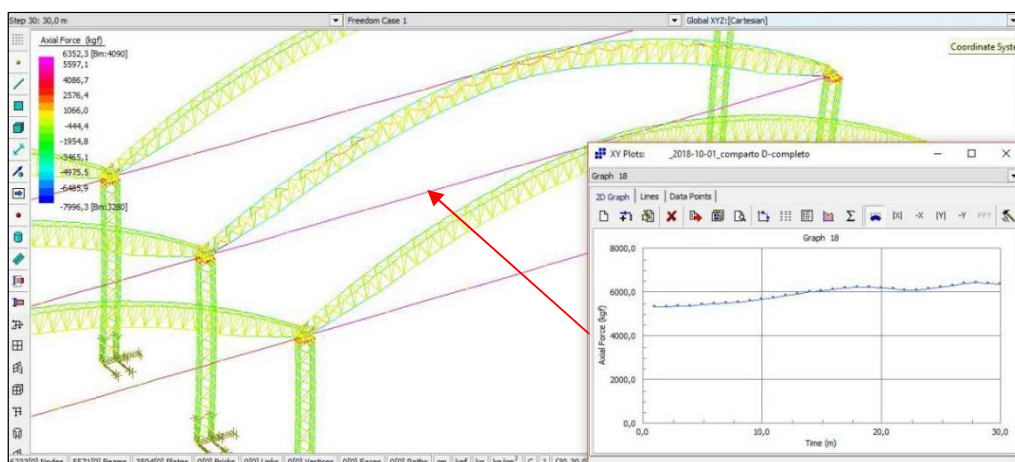 Step 30: 30,0 m
Freedom Case 1
Global XYZ:[Cartesian]
Coordinate Syste
Axial Force (kgf)
6352,3 [Bm:4090]
5597,1
4086,7
2576,4
1066,0
-444,4
-1954,8
-3465,1
-4975,5
-6485,9
-7996,3 [Bm:3280]
XY Plots: _2018-10-01_comparto D-completo
Graph 18
2D Graph Lines Data Points
Σ |X| -X |Y| -Y FFT
Graph 18
8000,0
6000,0
4000,0
2000,0
0,0
Axial Force (kgf)
0,0 10,0 20,0 30,0
Time (m)